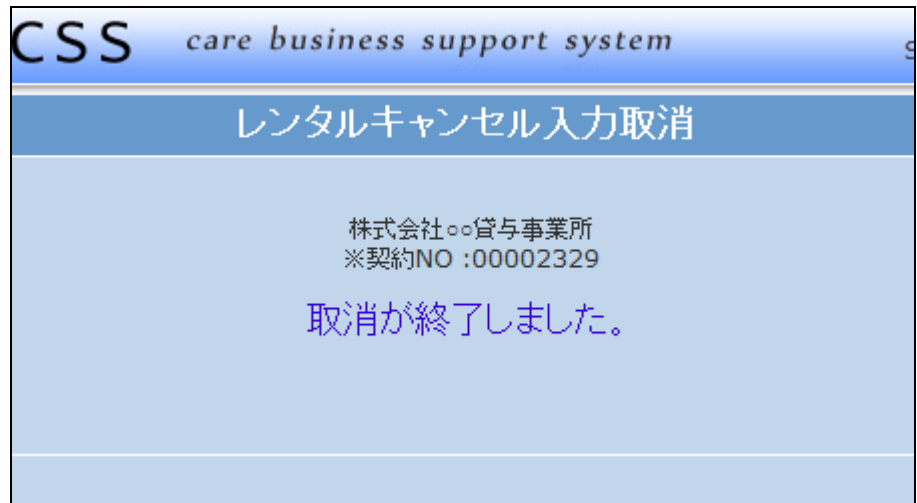 CSS care business support system
レンタルキャンセル入力取消
株式会社○○貸与事業所
※契約NO :00002329
取消が終了しました。